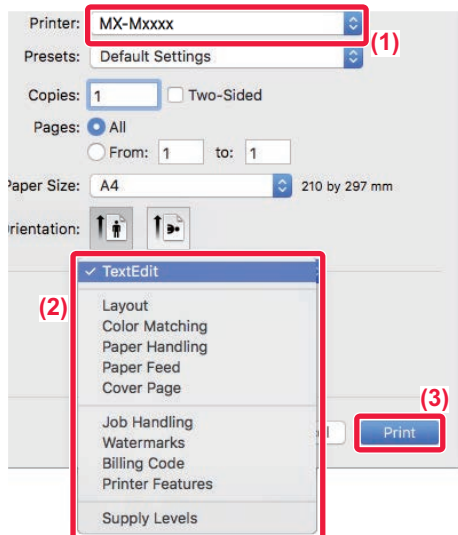 Printer: MX-Mxxxx
(1)
Presets: Default Settings
Copies: 1 Two-Sided
Pages: All
From: 1 to: 1
Paper Size: A4 210 by 297 mm
rientation:
✓ TextEdit
(2)
Layout
Color Matching
Paper Handling
Paper Feed
Cover Page
(3)
Job Handling
Watermarks
Billing Code
Printer Features
Print
Supply Levels